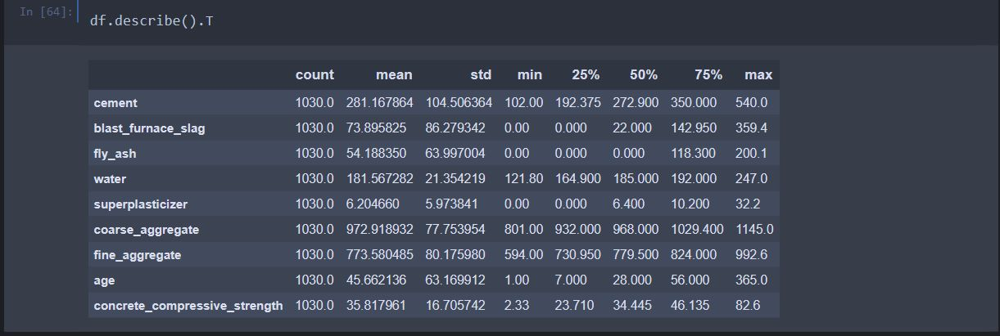 In [64]: df.describe().T
count mean std min 25% 50% 75% max
cement 1030.0 281.167864 104.506364 102.00 192.375 272.900 350.000 540.0
blast_furnace_slag 1030.0 73.895825 86.279342 0.00 0.000 22.000 142.950 359.4
fly_ash 1030.0 54.188350 63.997004 0.00 0.000 0.000 118.300 200.1
water 1030.0 181.567282 21.354219 121.80 164.900 185.000 192.000 247.0
superplasticizer 1030.0 6.204660 5.973841 0.00 0.000 6.400 10.200 32.2
coarse_aggregate 1030.0 972.918932 77.753954 801.00 932.000 968.000 1029.400 1145.0
fine_aggregate 1030.0 773.580485 80.175980 594.00 730.950 779.500 824.000 992.6
age 1030.0 45.662136 63.169912 1.00 7.000 28.000 56.000 365.0
concrete_compressive_strength 1030.0 35.817961 16.705742 2.33 23.710 34.445 46.135 82.6